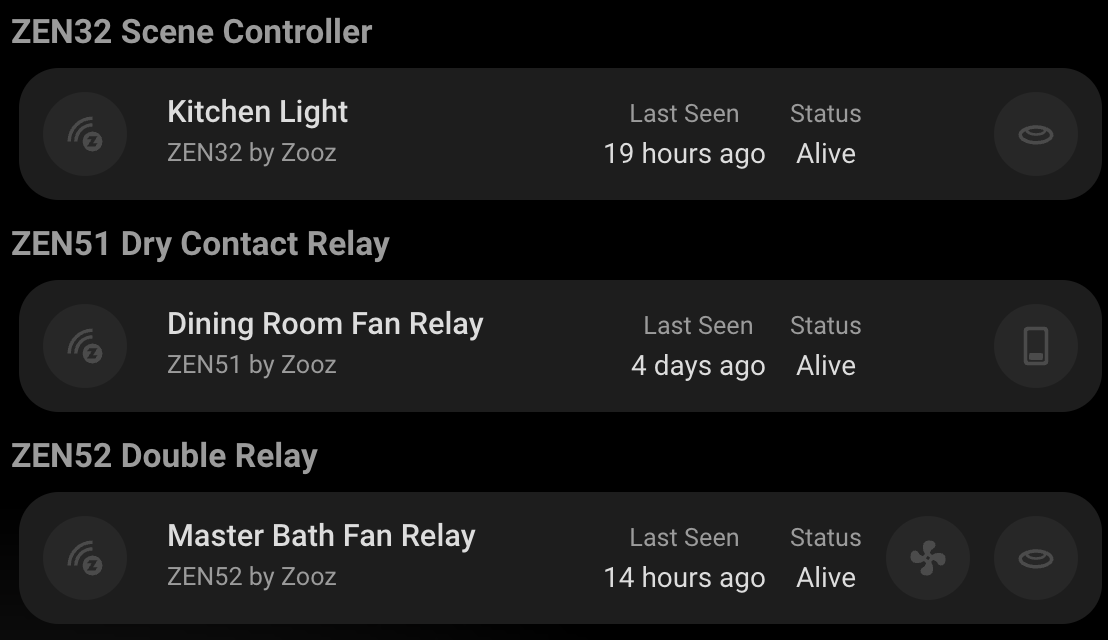 ZEN32 Scene Controller
Kitchen Light
ZEN32 by Zooz
Last Seen
19 hours ago
Status
Alive
ZEN51 Dry Contact Relay
Dining Room Fan Relay
ZEN51 by Zooz
Last Seen
4 days ago
Status
Alive
ZEN52 Double Relay
Master Bath Fan Relay
ZEN52 by Zooz
Last Seen
14 hours ago
Status
Alive